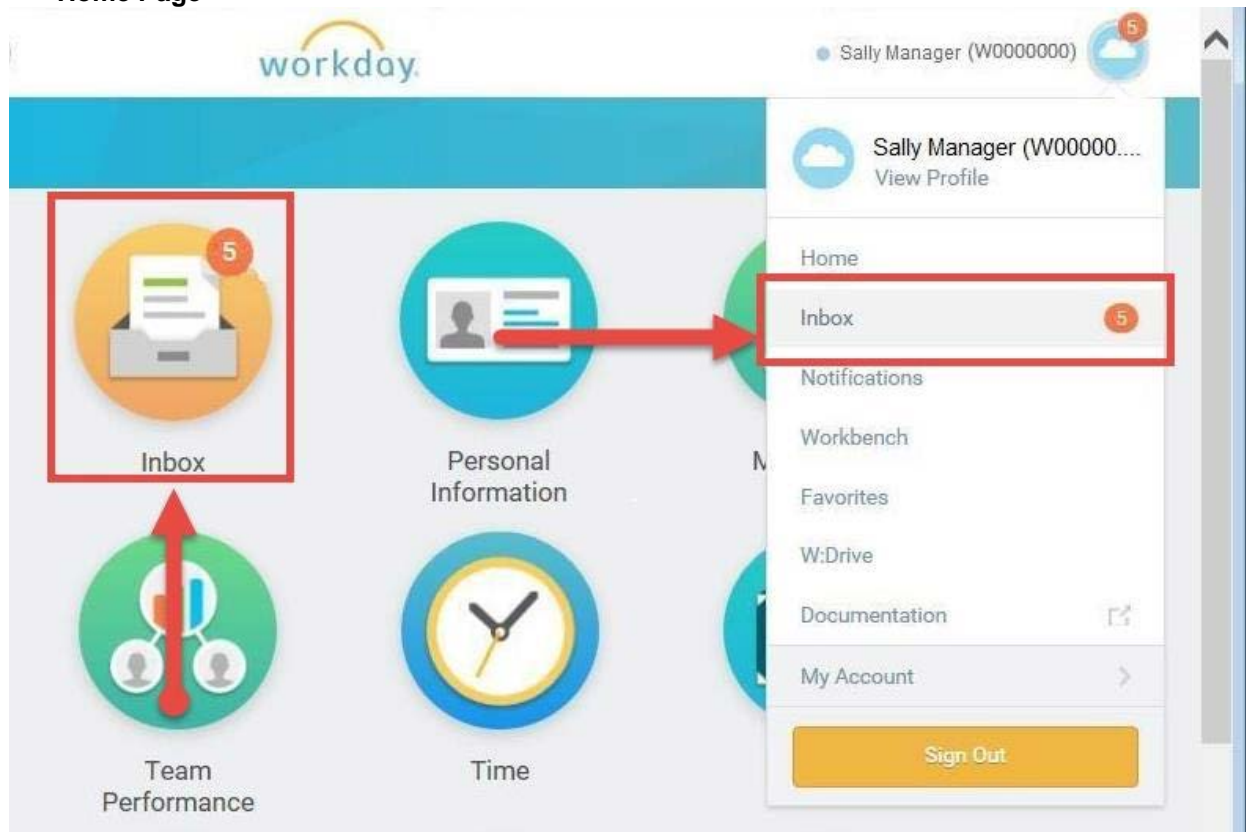 Home Page
workday.
Sally Manager (W0000000)
5
Sally Manager (W00000....
View Profile
5
Home
Inbox
5
Notifications
Workbench
Favorites
W:Drive
Documentation
My Account
Sign Out
Inbox
Personal
Information
M
Team
Performance
Time